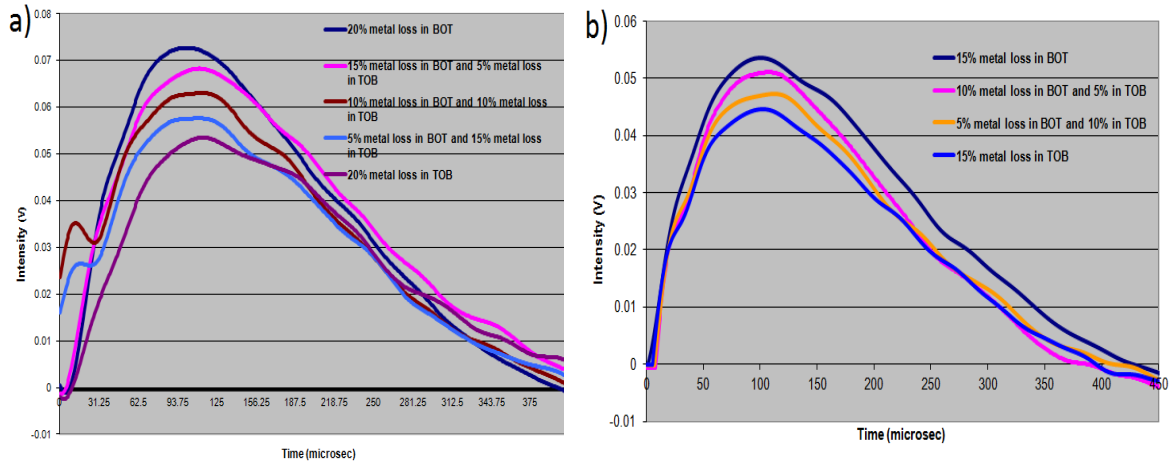 a)
0.08
0.07
0.06
0.05
0.04
0.03
0.02
0.01
0
-0.01
Intensity (V)
20% metal loss in BOT
15% metal loss in BOT and 5% metal loss
in TOB
10% metal loss in BOT and 10% metal loss
in TOB
5% metal loss in BOT and 15% metal loss
in TOB
20% metal loss in TOB
0 31.25 62.5 93.75 125 156.25 187.5 218.75 250 281.25 312.5 343.75 375
Time (microsec)
b)
0.06
0.05
0.04
0.03
0.02
0.01
0
-0.01
Intensity (V)
15% metal loss in BOT
10% metal loss in BOT and 5% in TOB
5% metal loss in BOT and 10% in TOB
15% metal loss in TOB
0 50 100 150 200 250 300 350 400 450
Time (microsec)